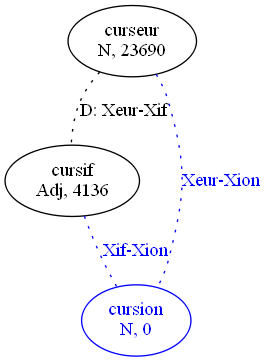 curseur
N, 23690
D: Xeur-Xif
cursif
Adj, 4136
Xeur-Xion
Xif-Xion
cursion
N, 0